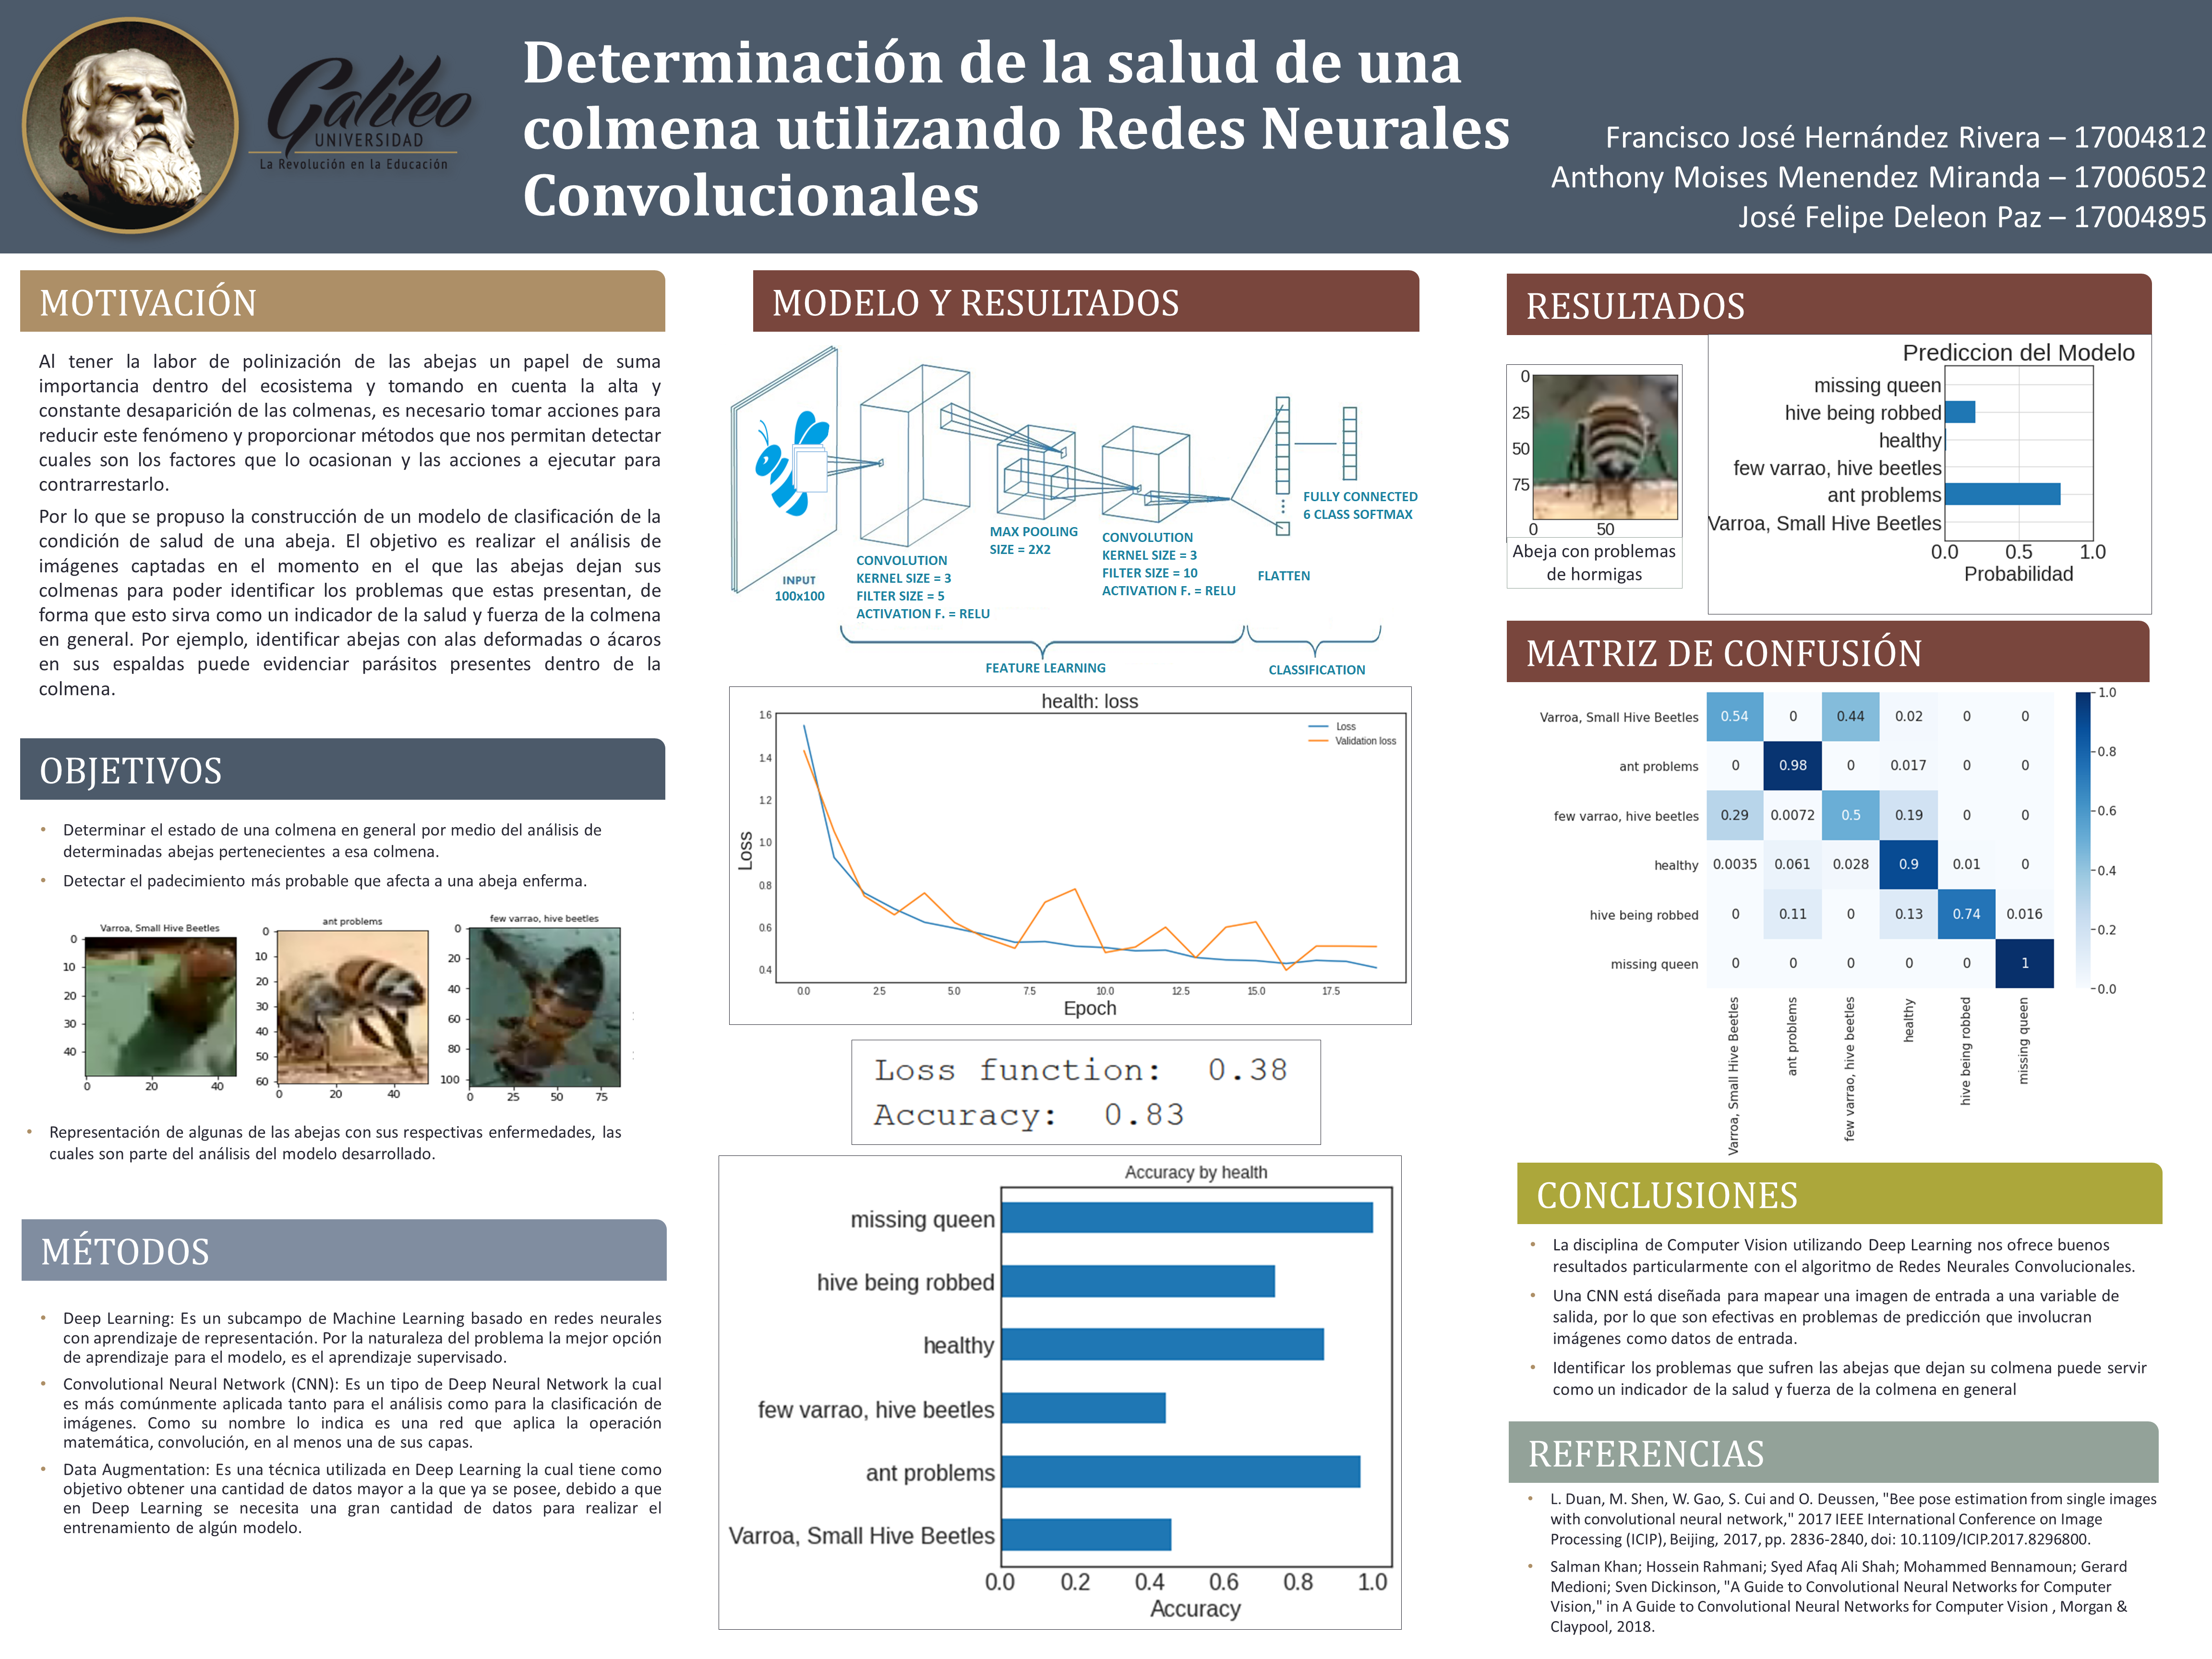 Galileo
UNIVERSIDAD
La Revolución en la Educación
Determinación de la salud de una
colmena utilizando Redes Neurales
Convolucionales
Francisco José Hernández Rivera – 17004812
Anthony Moises Menendez Miranda – 17006052
José Felipe Deleon Paz – 17004895
MOTIVACIÓN
Al tener la labor de polinización de las abejas un papel de suma
importancia dentro del ecosistema y tomando en cuenta la alta y
constante desaparición de las colmenas, es necesario tomar acciones para
reducir este fenómeno y proporcionar métodos que nos permitan detectar
cuales son los factores que lo ocasionan y las acciones a ejecutar para
contrarrestarlo.
Por lo que se propuso la construcción de un modelo de clasificación de la
condición de salud de una abeja. El objetivo es realizar el análisis de
imágenes captadas en el momento en el que las abejas dejan sus
colmenas para poder identificar los problemas que estas presentan, de
forma que esto sirva como un indicador de la salud y fuerza de la colmena
en general. Por ejemplo, identificar abejas con alas deformadas o ácaros
en sus espaldas puede evidenciar parásitos presentes dentro de la
colmena.
OBJETIVOS
• Determinar el estado de una colmena en general por medio del análisis de
determinadas abejas pertenecientes a esa colmena.
• Detectar el padecimiento más probable que afecta a una abeja enferma.
Varroa, Small Hive Beetles
0
10
20
30
40
0 20 40
ant problems
0
10
20
30
40
50
60
0 20 40
few varrao, hive beetles
0
20
40
60
80
100
0 25 50 75
• Representación de algunas de las abejas con sus respectivas enfermedades, las
cuales son parte del análisis del modelo desarrollado.
MÉTODOS
• Deep Learning: Es un subcampo de Machine Learning basado en redes neurales
con aprendizaje de representación. Por la naturaleza del problema la mejor opción
de aprendizaje para el modelo, es el aprendizaje supervisado.
• Convolutional Neural Network (CNN): Es un tipo de Deep Neural Network la cual
es más comúnmente aplicada tanto para el análisis como para la clasificación de
imágenes. Como su nombre lo indica es una red que aplica la operación
matemática, convolución, en al menos una de sus capas.
• Data Augmentation: Es una técnica utilizada en Deep Learning la cual tiene como
objetivo obtener una cantidad de datos mayor a la que ya se posee, debido a que
en Deep Learning se necesita una gran cantidad de datos para realizar el
entrenamiento de algún modelo.
MODELO Y RESULTADOS
INPUT
100x100
CONVOLUTION
KERNEL SIZE = 3
FILTER SIZE = 5
ACTIVATION F. = RELU
MAX POOLING
SIZE = 2X2
CONVOLUTION
KERNEL SIZE = 3
FILTER SIZE = 10
ACTIVATION F. = RELU
FLATTEN
FULLY CONNECTED
6 CLASS SOFTMAX
FEATURE LEARNING
CLASSIFICATION
health: loss
Loss
Validation loss
1.6
1.4
1.2
1.0
0.8
0.6
0.4
Loss
0.0 2.5 5.0 7.5 10.0 12.5 15.0 17.5
Epoch
Loss function: 0.38
Accuracy: 0.83
Accuracy by health
missing queen
hive being robbed
healthy
few varrao, hive beetles
ant problems
Varroa, Small Hive Beetles
0.0 0.2 0.4 0.6 0.8 1.0
Accuracy
RESULTADOS
0
25
50
75
0 50
Abeja con problemas
de hormigas
Prediccion del Modelo
missing queen
hive being robbed
healthy
few varrao, hive beetles
ant problems
Varroa, Small Hive Beetles
0.0 0.5 1.0
Probabilidad
MATRIZ DE CONFUSIÓN
Varroa, Small Hive Beetles 0.54 0 0.44 0.02 0 0
ant problems 0 0.98 0 0.017 0 0
few varrao, hive beetles 0.29 0.0072 0.5 0.19 0 0
healthy 0.0035 0.061 0.028 0.9 0.01 0
hive being robbed 0 0.11 0 0.13 0.74 0.016
missing queen 0 0 0 0 0 1
Varroa, Small Hive Beetles
ant problems
few varrao, hive beetles
healthy
hive being robbed
missing queen
1.0
0.8
0.6
0.4
0.2
0.0
CONCLUSIONES
• La disciplina de Computer Vision utilizando Deep Learning nos ofrece buenos
resultados particularmente con el algoritmo de Redes Neurales Convolucionales.
• Una CNN está diseñada para mapear una imagen de entrada a una variable de
salida, por lo que son efectivas en problemas de predicción que involucran
imágenes como datos de entrada.
• Identificar los problemas que sufren las abejas que dejan su colmena puede servir
como un indicador de la salud y fuerza de la colmena en general
REFERENCIAS
• L. Duan, M. Shen, W. Gao, S. Cui and O. Deussen, "Bee pose estimation from single images
with convolutional neural network," 2017 IEEE International Conference on Image
Processing (ICIP), Beijing, 2017, pp. 2836-2840, doi: 10.1109/ICIP.2017.8296800.
• Salman Khan; Hossein Rahmani; Syed Afaq Ali Shah; Mohammed Bennamoun; Gerard
Medioni; Sven Dickinson, "A Guide to Convolutional Neural Networks for Computer
Vision," in A Guide to Convolutional Neural Networks for Computer Vision , Morgan &
Claypool, 2018.